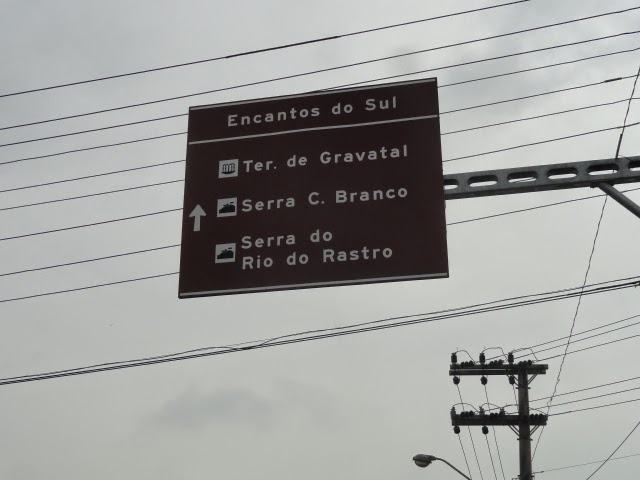 Encantos do Sul
Ter. de Gravatal
Serra C. Branco
Serra do
Rio do Rastro